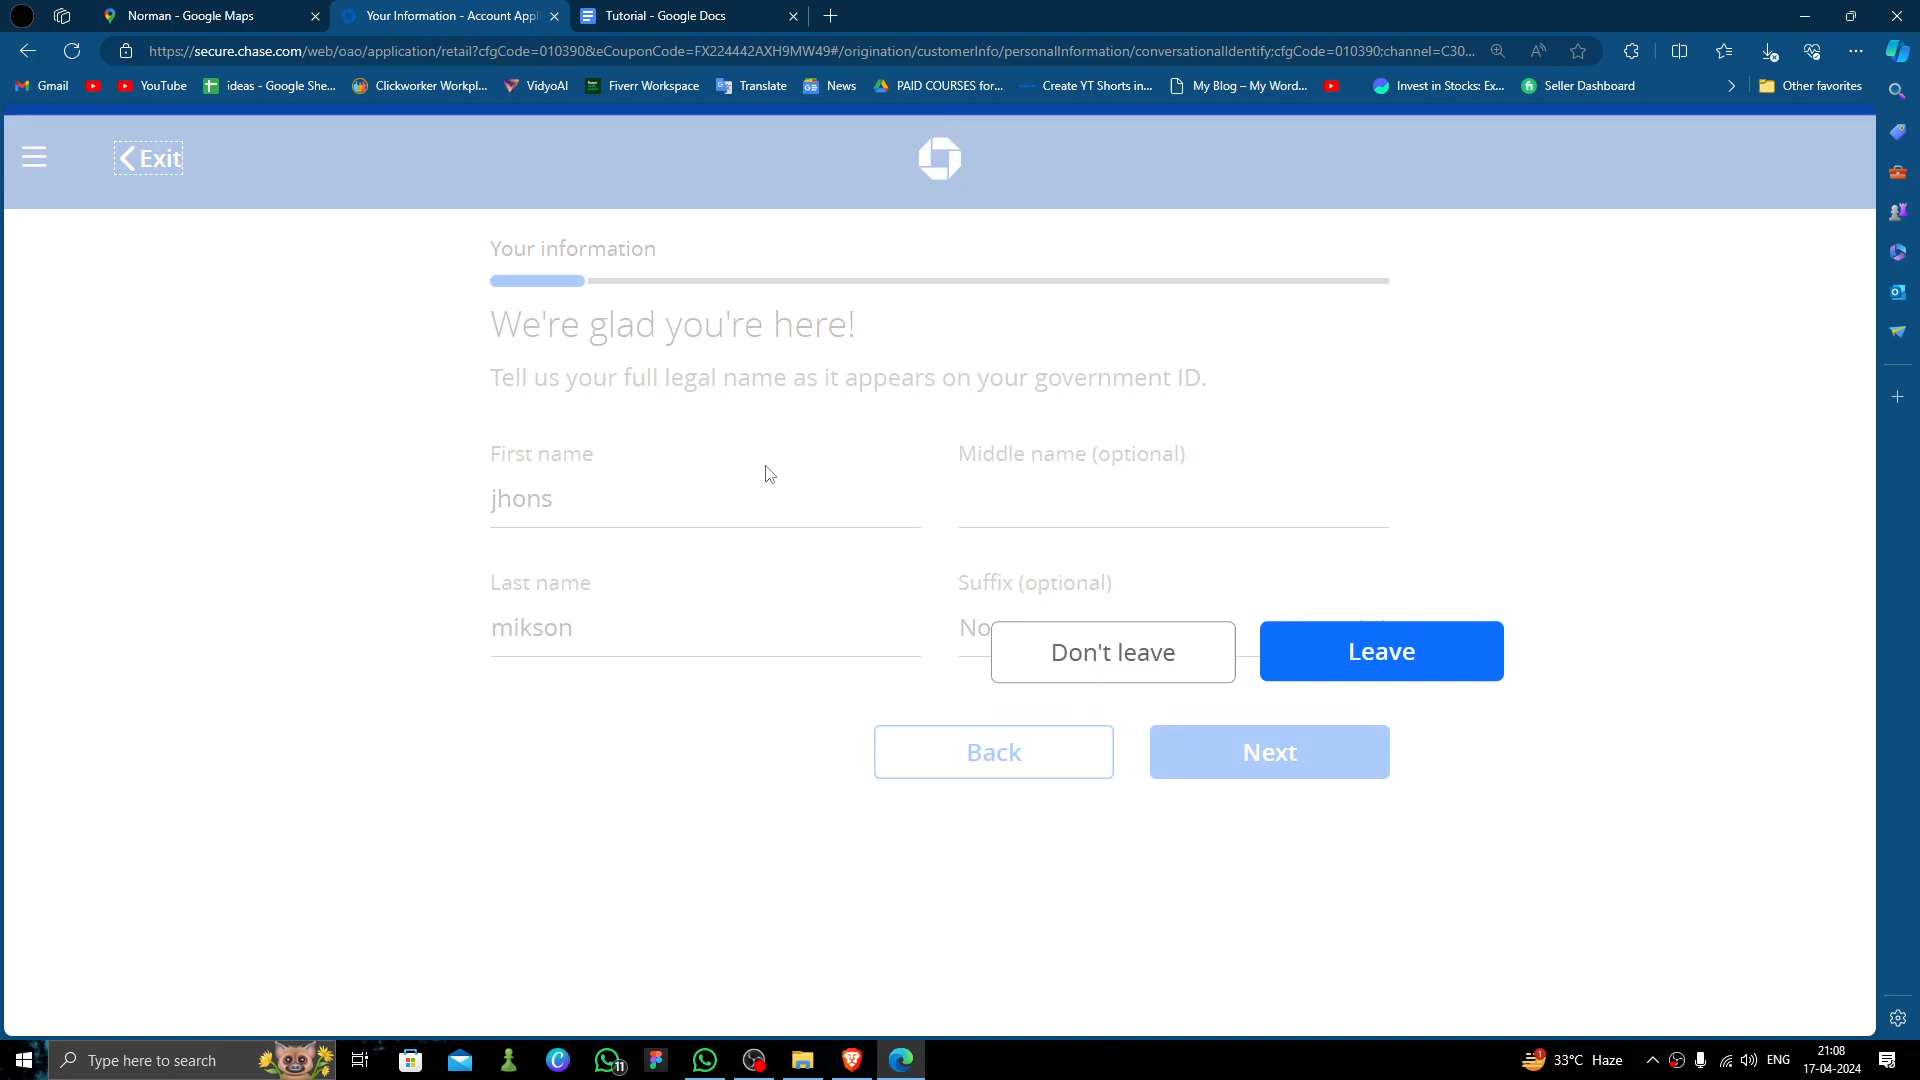 Norman - Google Maps
Your Information - Account Appli
Tutorial - Google Docs
https://secure.chase.com/web/oao/application/retail?cfgCode=010390&eCouponCode=FX224442AXH9MW49#/origination/customerInfo/personalInformation/conversationalIdentify;cfgCode=010390;channel=C30...
Gmail
YouTube
ideas - Google She...
Clickworker Workpl...
VidyoAI
Fiverr Workspace
Translate
News
PAID COURSES for...
Create YT Shorts in...
My Blog – My Word...
Invest in Stocks: Ex...
Seller Dashboard
Other favorites
Exit
Your information
We're glad you're here!
Tell us your full legal name as it appears on your government ID.
First name
Middle name (optional)
jhons
Last name
Suffix (optional)
mikson
No
Don't leave
Leave
Back
Next
Type here to search
11
33°C Haze
ENG
21:08
17-04-2024